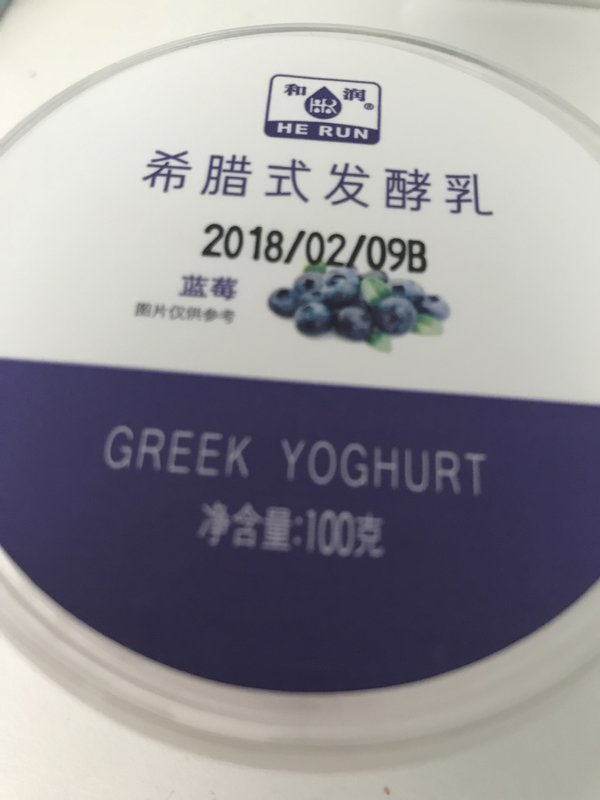 和润®
HE RUN
希腊式发酵乳
2018/02/09B
蓝莓
图片仅供参考
GREEK YOGHURT
净含量:100克